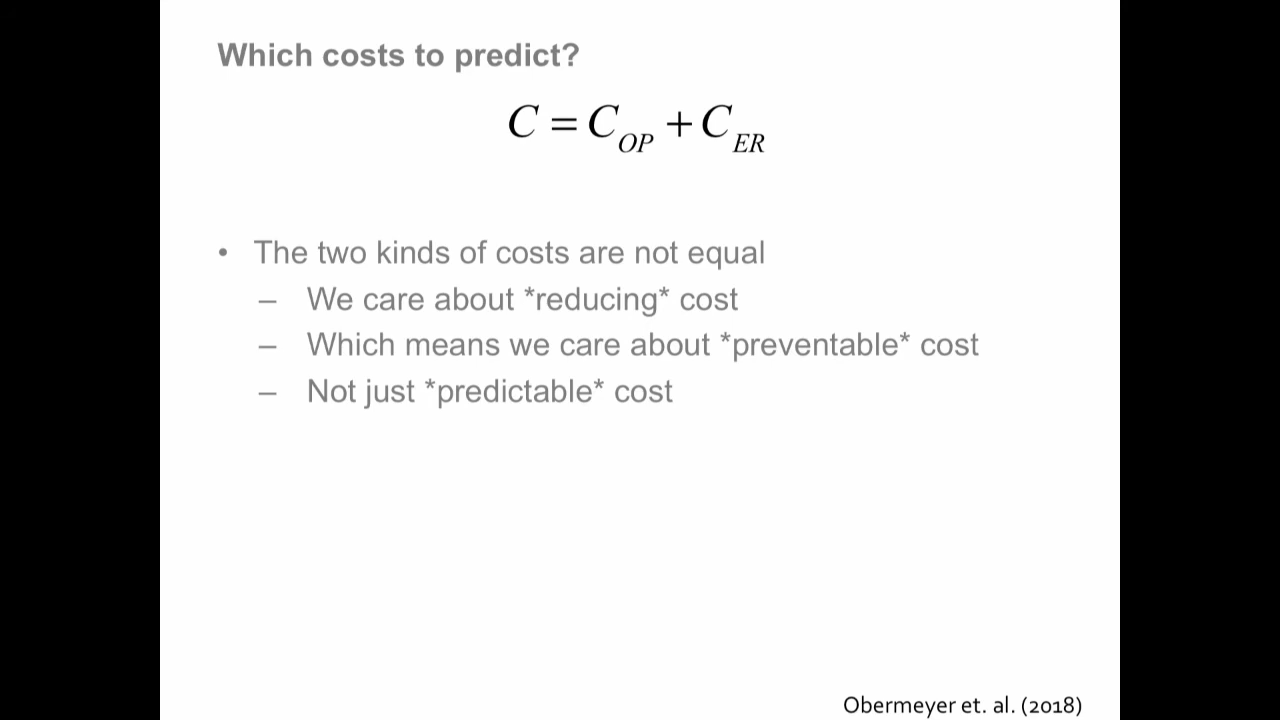 Which costs to predict?
C = C_OP + C_ER
• The two kinds of costs are not equal
– We care about *reducing* cost
– Which means we care about *preventable* cost
– Not just *predictable* cost
Obermeyer et. al. (2018)